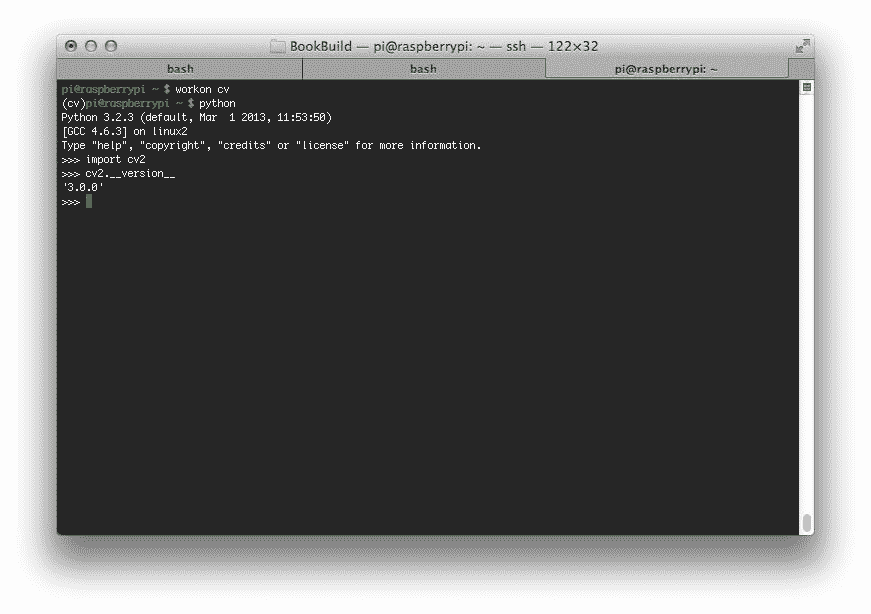 BookBuild — pi@raspberrypi: ~ — ssh — 122×32
bash bash pi@raspberrypi: ~
pi@raspberrypi ~ $ workon cv
(cv)pi@raspberrypi ~ $ python
Python 3.2.3 (default, Mar  1 2013, 11:53:50)
[GCC 4.6.3] on linux2
Type "help", "copyright", "credits" or "license" for more information.
>>> import cv2
>>> cv2.__version__
'3.0.0'
>>>